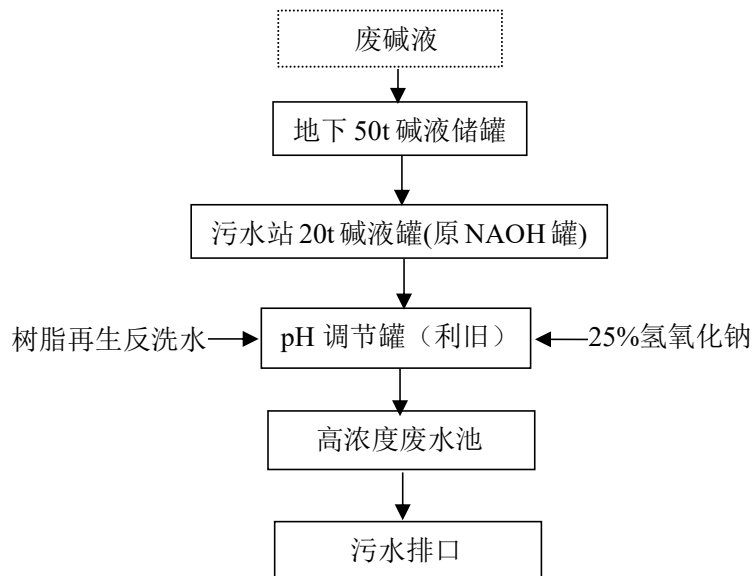 废碱液
地下 50t 碱液储罐
污水站 20t 碱液罐(原 NAOH 罐)
树脂再生反洗水
pH 调节罐（利旧）
25%氢氧化钠
高浓度废水池
污水排口